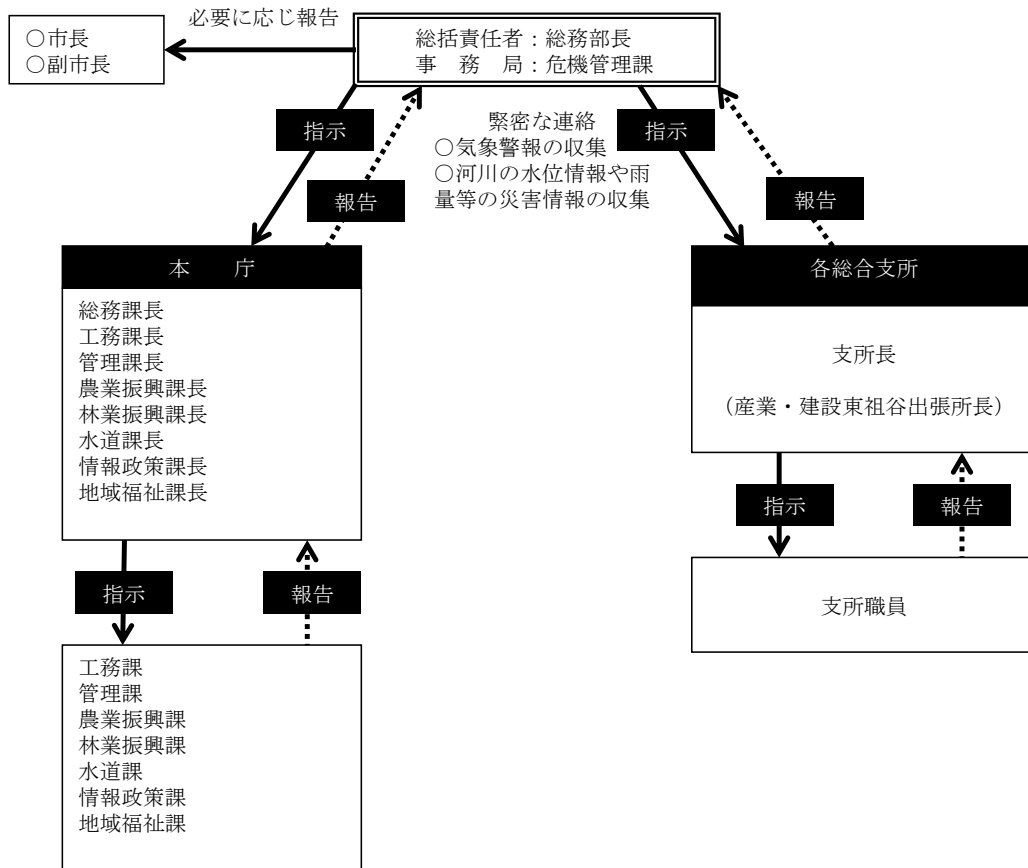 必要に応じ報告
○市長
○副市長
総括責任者：総務部長
事　務　局：危機管理課
指示
報告
緊密な連絡
○気象警報の収集
○河川の水位情報や雨
量等の災害情報の収集
指示
報告
本　　庁
総務課長
工務課長
管理課長
農業振興課長
林業振興課長
水道課長
情報政策課長
地域福祉課長
各総合支所
支所長
（産業・建設東祖谷出張所長）
指示
報告
指示
報告
支所職員
工務課
管理課
農業振興課
林業振興課
水道課
情報政策課
地域福祉課